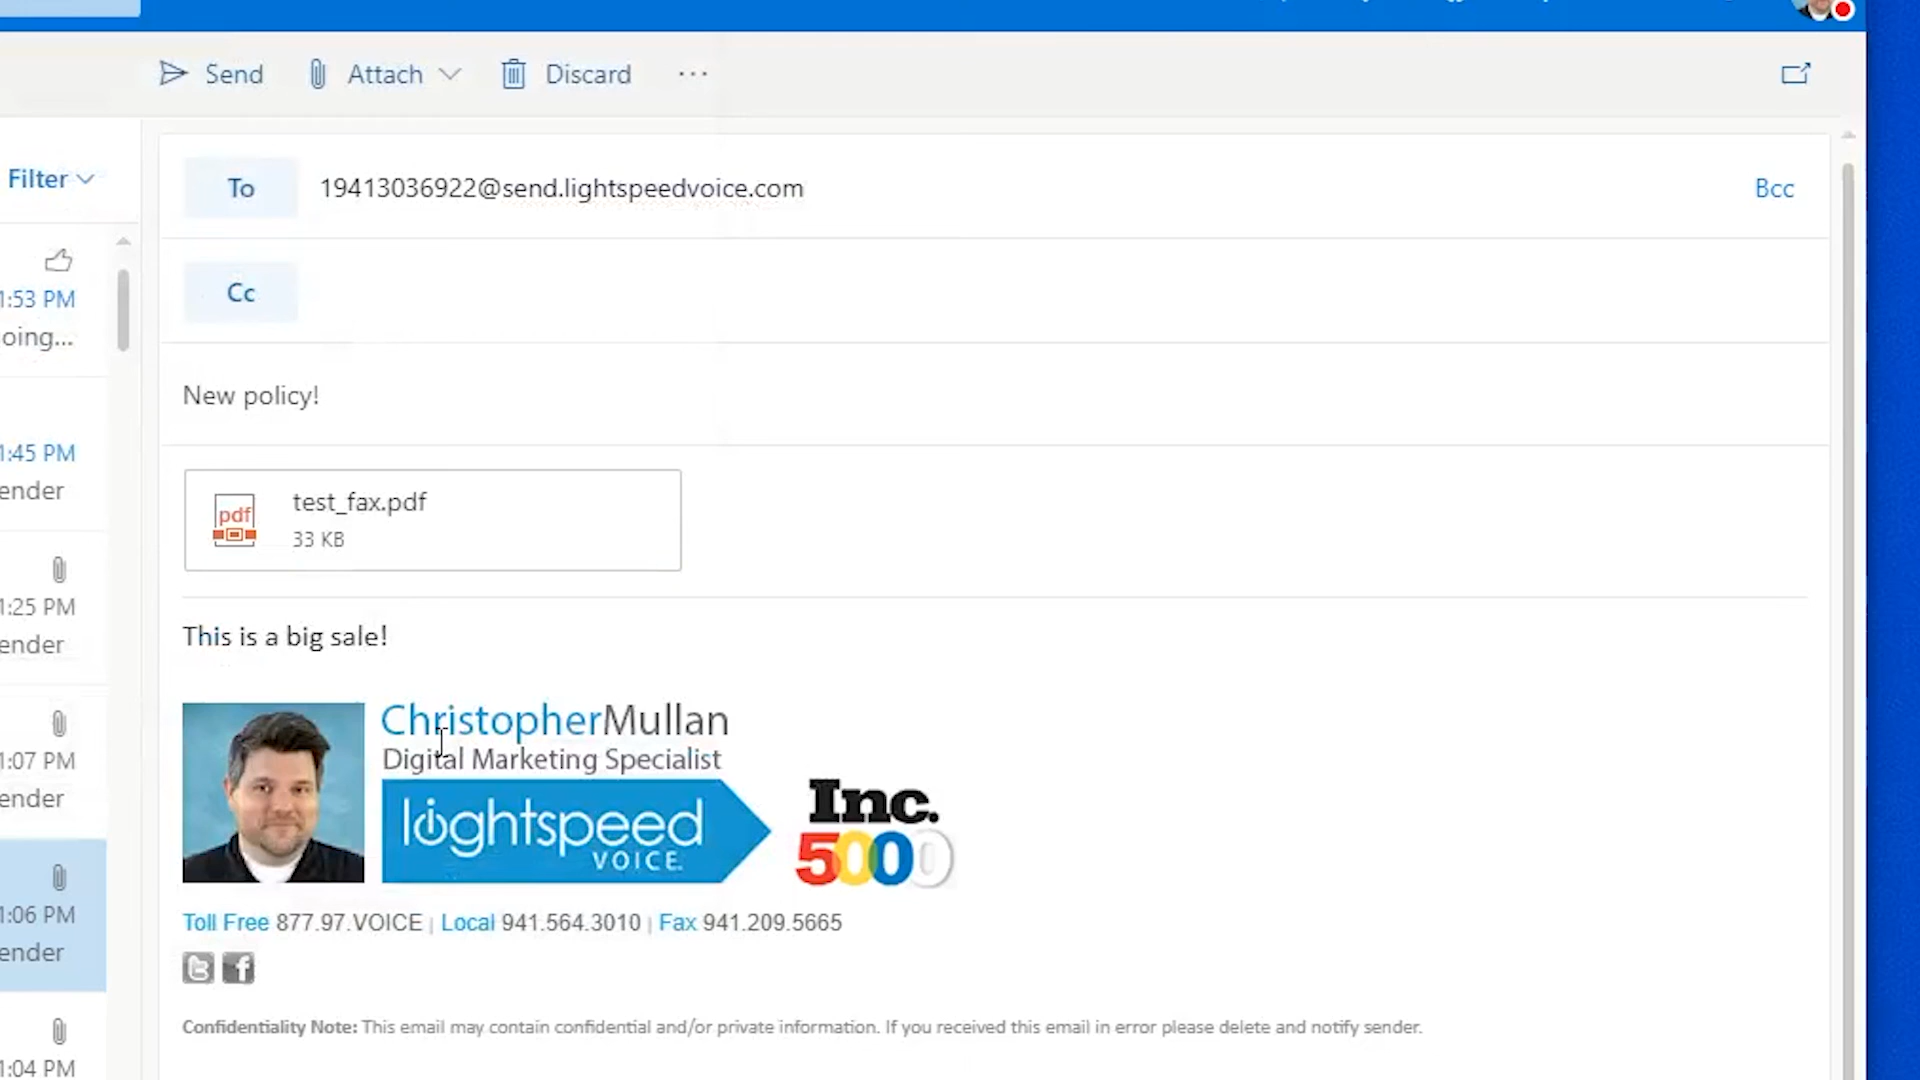 Send Attach Discard ...
Filter
To 19413036922@send.lightspeedvoice.com Bcc
Cc
1:53 PM
oing...
New policy!
1:45 PM
ender
test_fax.pdf
pdf
33 KB
1:25 PM
ender
This is a big sale!
ChristopherMullan
Digital Marketing Specialist
lightspeed
VOICE
Inc.
5000
1:07 PM
ender
Toll Free 877.97.VOICE | Local 941.564.3010 | Fax 941.209.5665
1:06 PM
ender
Confidentiality Note: This email may contain confidential and/or private information. If you received this email in error please delete and notify sender.
1:04 PM